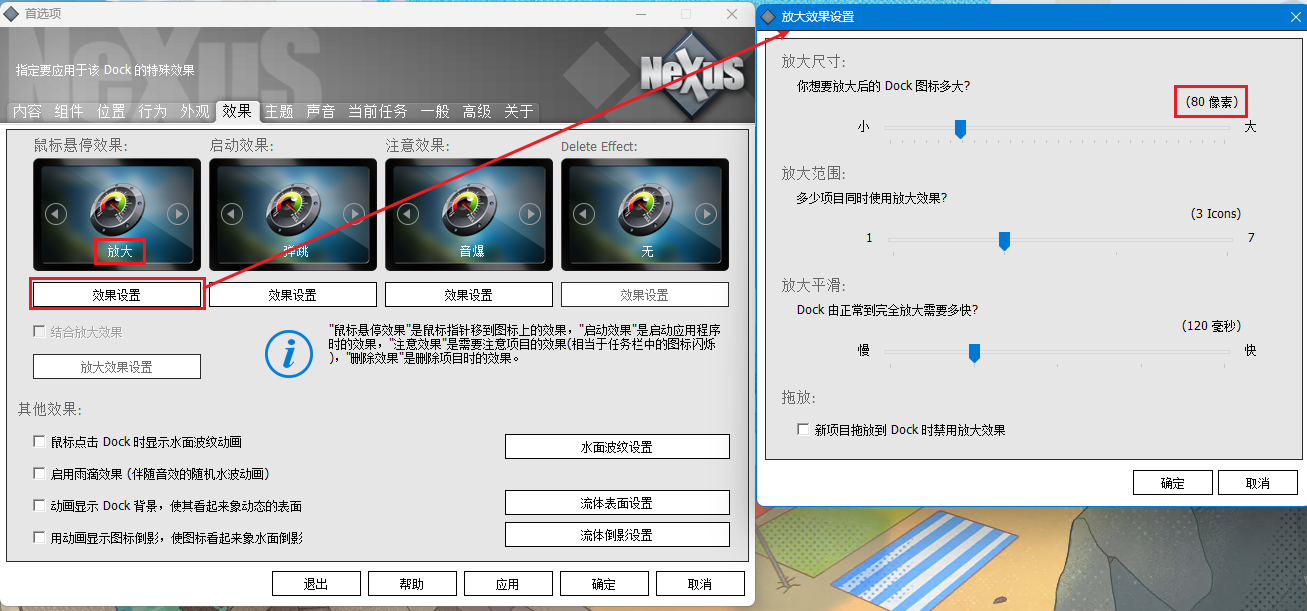 首选项
指定要应用于该 Dock 的特殊效果
NeXuS
NeXuS
内容 组件 位置 行为 外观 效果 主题 声音 当前任务 一般 高级 关于
鼠标悬停效果: 启动效果: 注意效果: Delete Effect:
放大 弹跳 音爆 无
效果设置 效果设置 效果设置 效果设置
结合放大效果
放大效果设置
"鼠标悬停效果"是鼠标指针移到图标上的效果，"启动效果"是启动应用程序
时的效果，"注意效果"是需要注意项目的效果(相当于任务栏中的图标闪烁
)，"删除效果"是删除项目时的效果。
其他效果:
鼠标点击 Dock 时显示水面波纹动画
水面波纹设置
启用雨滴效果 (伴随音效的随机水波动画)
动画显示 Dock 背景，使其看起来象动态的表面
流体表面设置
用动画显示图标倒影，使图标看起来象水面倒影
流体倒影设置
退出 帮助 应用 确定 取消
放大效果设置
放大尺寸:
你想要放大后的 Dock 图标多大?
(80 像素)
小 大
放大范围:
多少项目同时使用放大效果?
(3 Icons)
1 7
放大平滑:
Dock 由正常到完全放大需要多快?
(120 毫秒)
慢 快
拖放:
新项目拖放到 Dock 时禁用放大效果
确定 取消